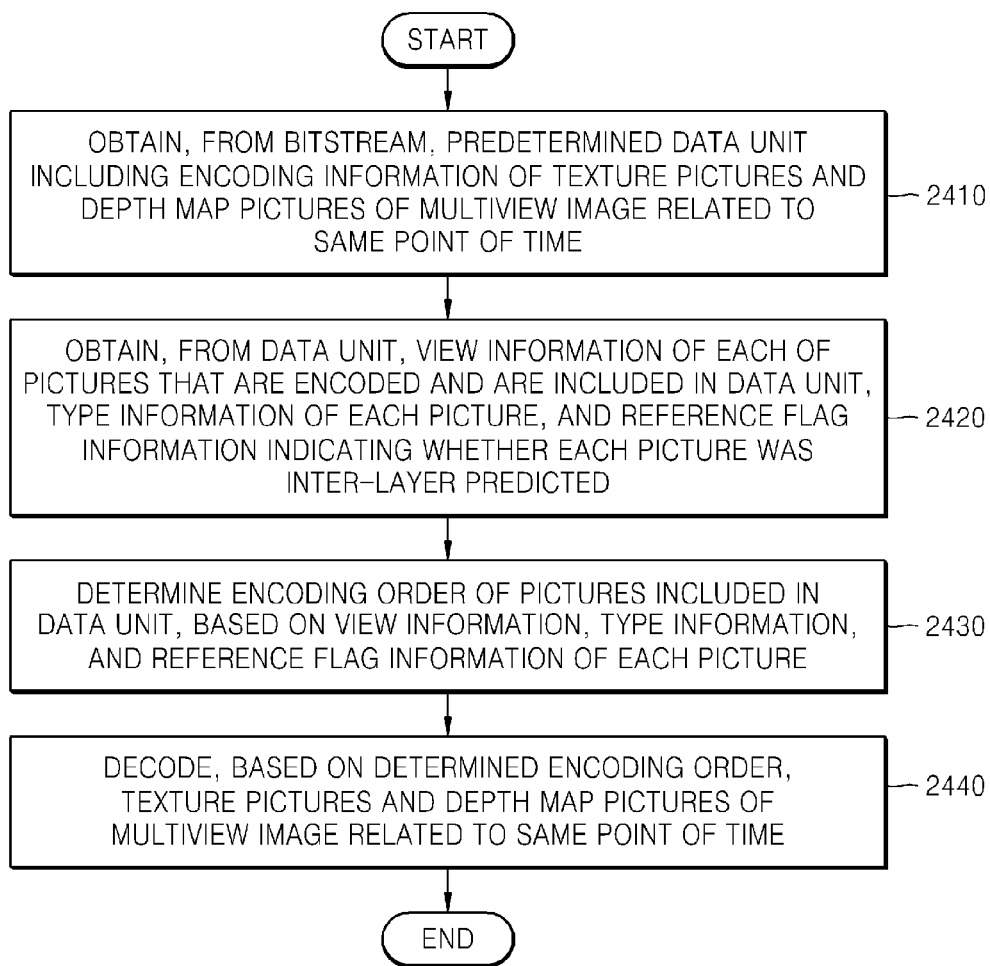 START
OBTAIN, FROM BITSTREAM, PREDETERMINED DATA UNIT
INCLUDING ENCODING INFORMATION OF TEXTURE PICTURES AND
DEPTH MAP PICTURES OF MULTIVIEW IMAGE RELATED TO
SAME POINT OF TIME
2410
OBTAIN, FROM DATA UNIT, VIEW INFORMATION OF EACH OF
PICTURES THAT ARE ENCODED AND ARE INCLUDED IN DATA UNIT,
TYPE INFORMATION OF EACH PICTURE, AND REFERENCE FLAG
INFORMATION INDICATING WHETHER EACH PICTURE WAS
INTER-LAYER PREDICTED
2420
DETERMINE ENCODING ORDER OF PICTURES INCLUDED IN
DATA UNIT, BASED ON VIEW INFORMATION, TYPE INFORMATION,
AND REFERENCE FLAG INFORMATION OF EACH PICTURE
2430
DECODE, BASED ON DETERMINED ENCODING ORDER,
TEXTURE PICTURES AND DEPTH MAP PICTURES OF
MULTIVIEW IMAGE RELATED TO SAME POINT OF TIME
2440
END